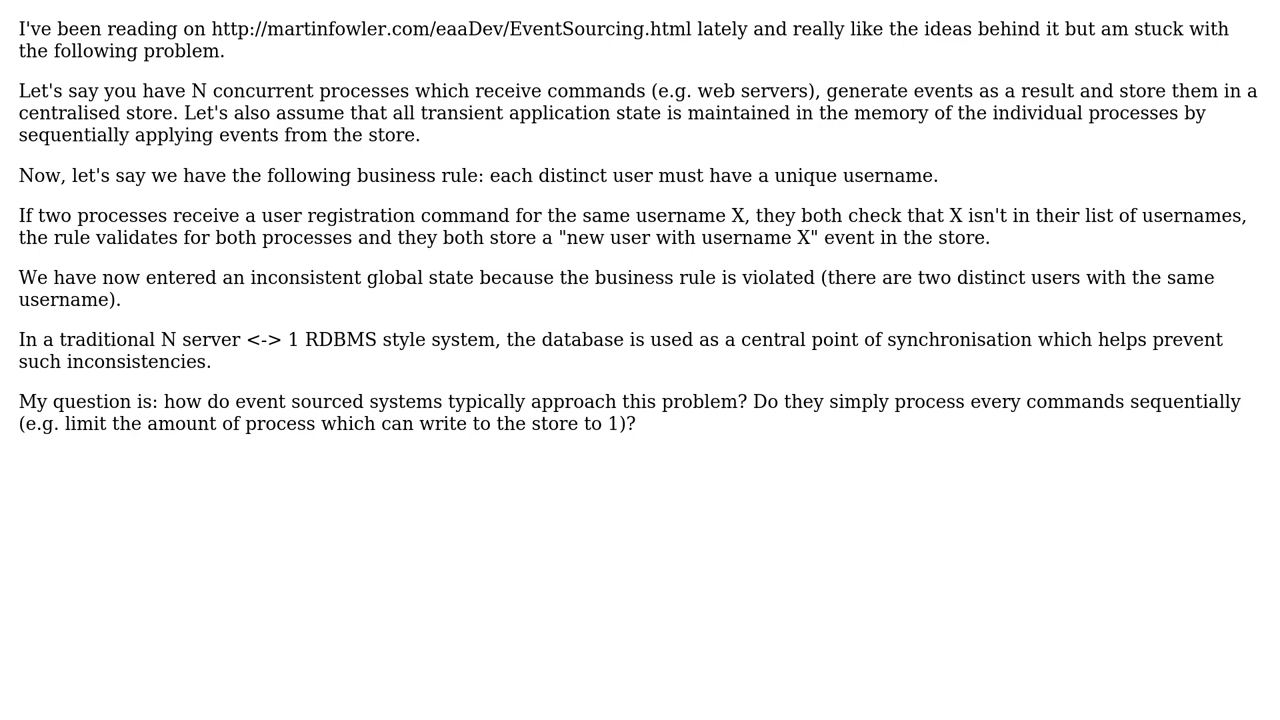 I've been reading on http://martinfowler.com/eaaDev/EventSourcing.html lately and really like the ideas behind it but am stuck with
the following problem.
Let's say you have N concurrent processes which receive commands (e.g. web servers), generate events as a result and store them in a
centralised store. Let's also assume that all transient application state is maintained in the memory of the individual processes by
sequentially applying events from the store.
Now, let's say we have the following business rule: each distinct user must have a unique username.
If two processes receive a user registration command for the same username X, they both check that X isn't in their list of usernames,
the rule validates for both processes and they both store a "new user with username X" event in the store.
We have now entered an inconsistent global state because the business rule is violated (there are two distinct users with the same
username).
In a traditional N server <-> 1 RDBMS style system, the database is used as a central point of synchronisation which helps prevent
such inconsistencies.
My question is: how do event sourced systems typically approach this problem? Do they simply process every commands sequentially
(e.g. limit the amount of process which can write to the store to 1)?